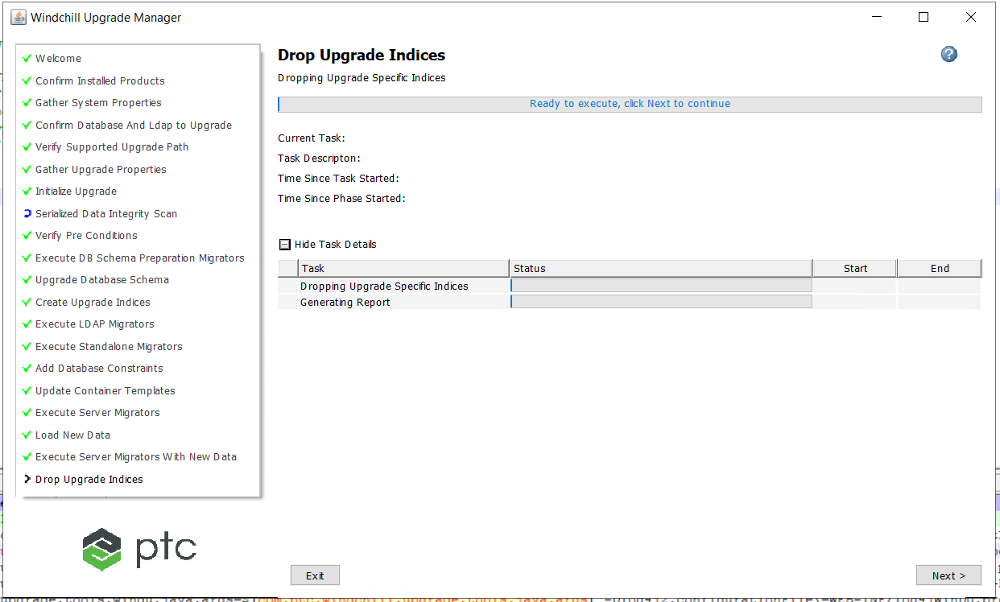 Windchill Upgrade Manager
Welcome
Confirm Installed Products
Gather System Properties
Confirm Database And Ldap to Upgrade
Verify Supported Upgrade Path
Gather Upgrade Properties
Initialize Upgrade
Serialized Data Integrity Scan
Verify Pre Conditions
Execute DB Schema Preparation Migrators
Upgrade Database Schema
Create Upgrade Indices
Execute LDAP Migrators
Execute Standalone Migrators
Add Database Constraints
Update Container Templates
Execute Server Migrators
Load New Data
Execute Server Migrators With New Data
Drop Upgrade Indices
ptc
Drop Upgrade Indices
?
Dropping Upgrade Specific Indices
Ready to execute, click Next to continue
Current Task:
Task Descripton:
Time Since Task Started:
Time Since Phase Started:
Hide Task Details
Task Status Start End
Dropping Upgrade Specific Indices
Generating Report
Exit
Next >